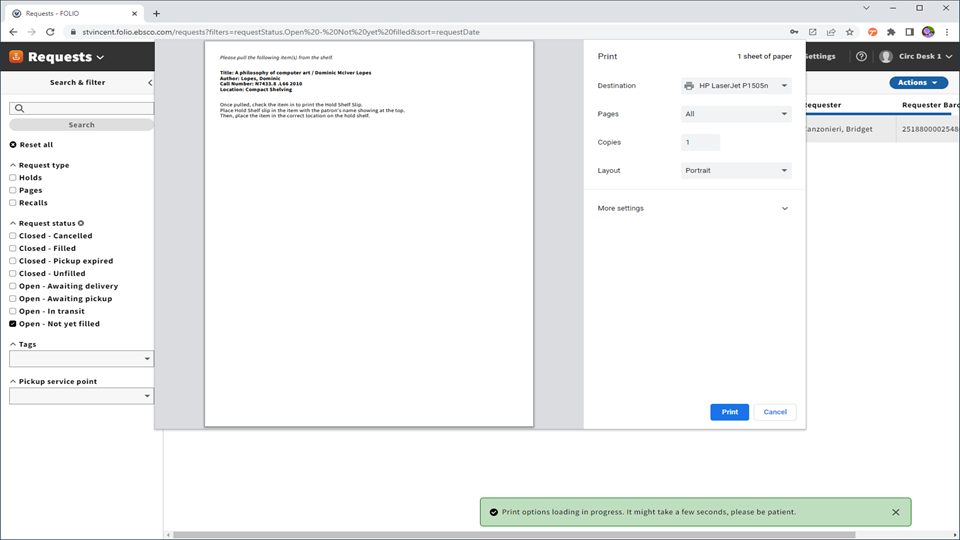 Requests - FOLIO
stvincent.folio.ebsco.com/requests?filters=requestStatus.Open%20-%20Not%20yet%20filled&sort=requestDate
Requests
Settings
Circ Desk 1
Search & filter
Search
Reset all
Request type
Holds
Pages
Recalls
Request status
Closed - Cancelled
Closed - Filled
Closed - Pickup expired
Closed - Unfilled
Open - Awaiting delivery
Open - Awaiting pickup
Open - In transit
Open - Not yet filled
Tags
Pickup service point
Please pull the following item(s) from the shelf.
Title: A philosophy of computer art / Dominic McIver Lopes
Author: Lopes, Dominic
Call Number: N7433.8 .L66 2010
Location: Compact Shelving
Once pulled, check the item in to print the Hold Shelf Slip.
Place Hold Shelf slip in the item with the patron's name showing at the top.
Then, place the item in the correct location on the hold shelf.
Print
1 sheet of paper
Destination
HP LaserJet P1505n
Pages
All
Copies
1
Layout
Portrait
More settings
Print
Cancel
Actions
equester
Requester Barc
anzonieri, Bridget
2518800002548
Print options loading in progress. It might take a few seconds, please be patient.